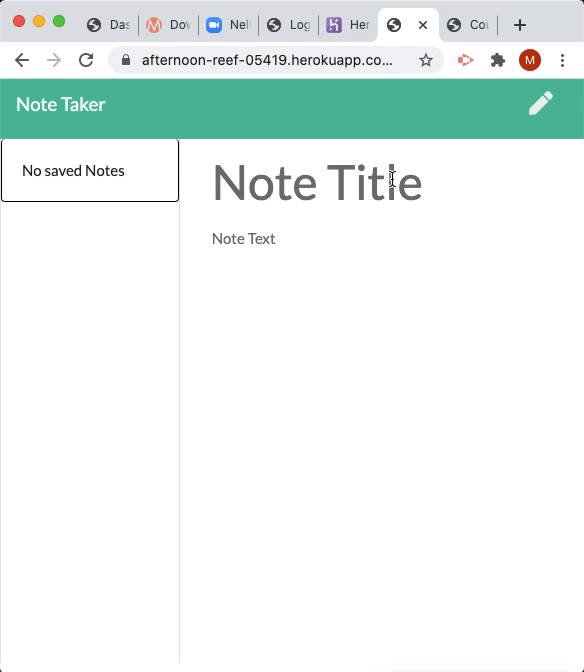 Das
Dov
Nel
Log
Her
Cou
afternoon-reef-05419.herokuapp.co...
M
Note Taker
No saved Notes
Note Title
Note Text